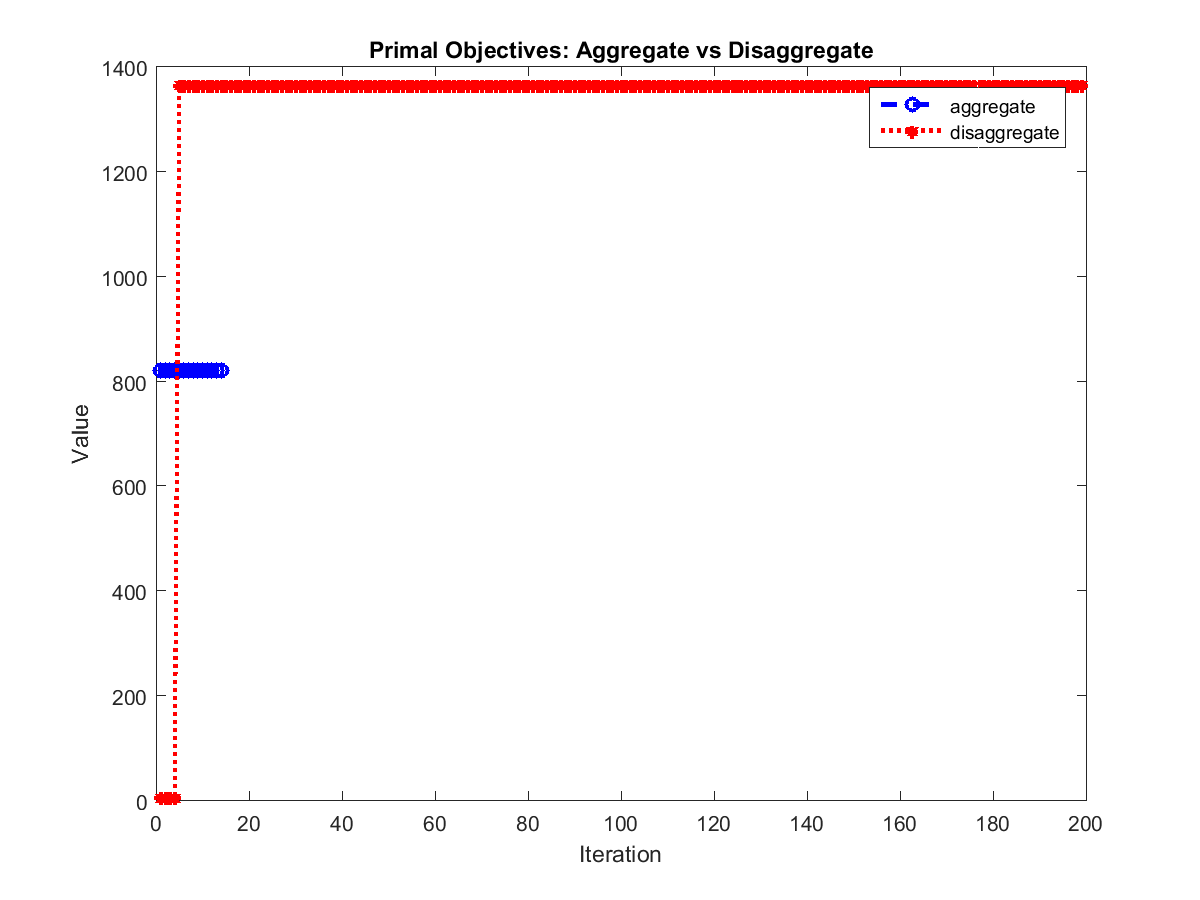 Primal Objectives: Aggregate vs Disaggregate
1400
1200
1000
800
600
400
200
0
Value
aggregate
disaggregate
0 20 40 60 80 100 120 140 160 180 200
Iteration